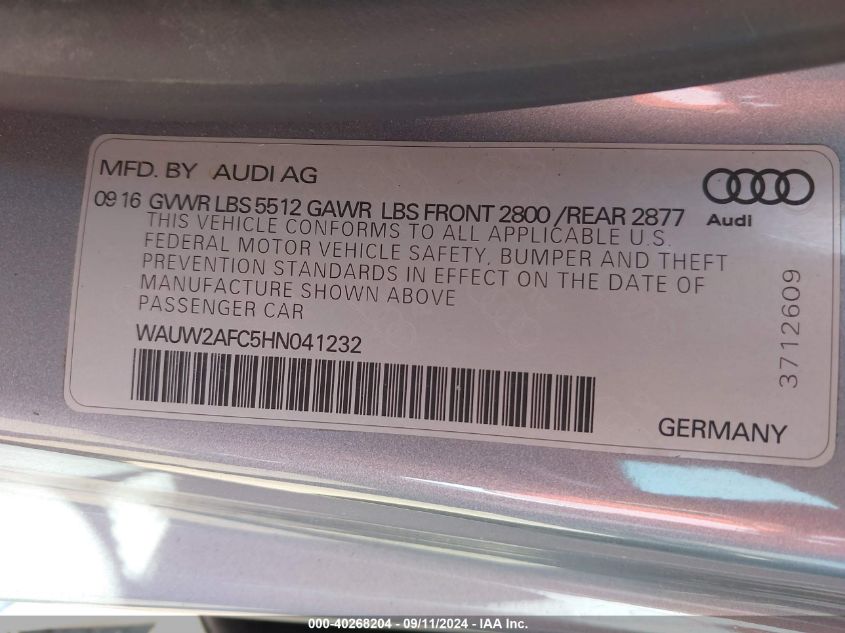 MFD. BY AUDI AG
09 16 GVWR LBS 5512 GAWR LBS FRONT 2800 /REAR 2877
THIS VEHICLE CONFORMS TO ALL APPLICABLE U.S.
FEDERAL MOTOR VEHICLE SAFETY, BUMPER AND THEFT
PREVENTION STANDARDS IN EFFECT ON THE DATE OF
MANUFACTURE SHOWN ABOVE
PASSENGER CAR
WAUW2AFC5HN041232
GERMANY
Audi
3712609
000-40268204 - 09/11/2024 - IAA Inc.